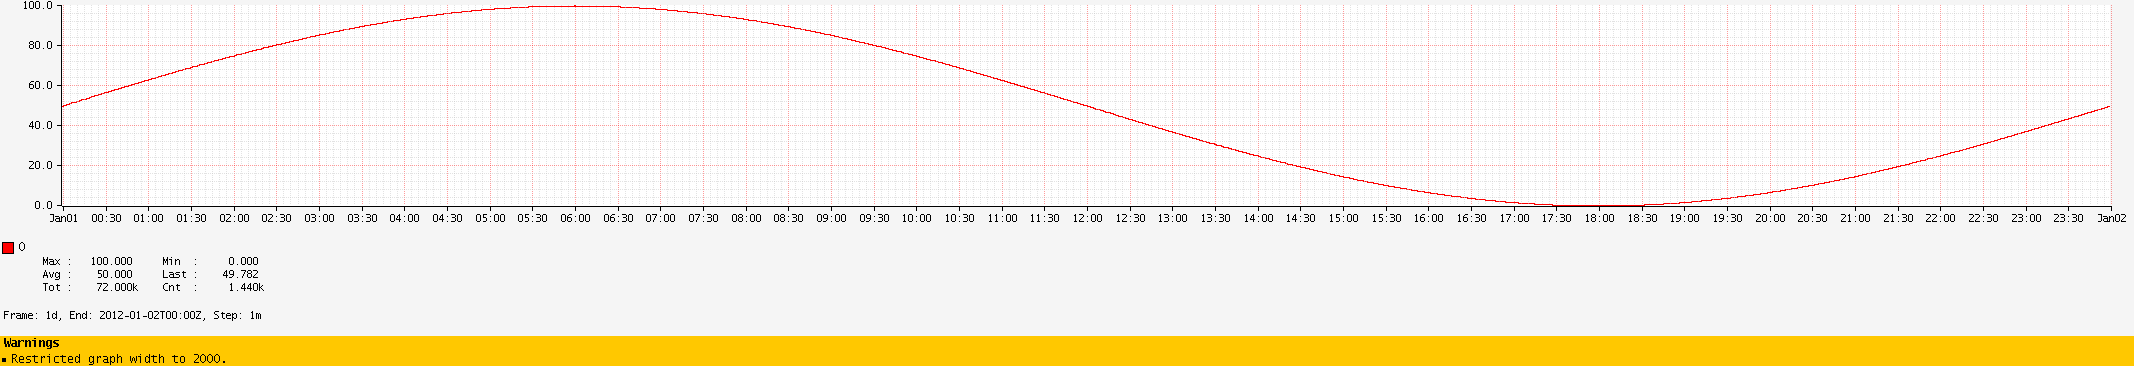 100.0
80.0
60.0
40.0
20.0
0.0
Jan01 00:30 01:00 01:30 02:00 02:30 03:00 03:30 04:00 04:30 05:00 05:30 06:00 06:30 07:00 07:30 08:00 08:30 09:00 09:30 10:00 10:30 11:00 11:30 12:00 12:30 13:00 13:30 14:00 14:30 15:00 15:30 16:00 16:30 17:00 17:30 18:00 18:30 19:00 19:30 20:00 20:30 21:00 21:30 22:00 22:30 23:00 23:30 Jan02
0
Max : 100.000 Min : 0.000
Avg : 50.000 Last : 49.782
Tot : 72.000k Cnt : 1.440k
Frame: 1d, End: 2012-01-02T00:00Z, Step: 1m
Warnings
▪ Restricted graph width to 2000.